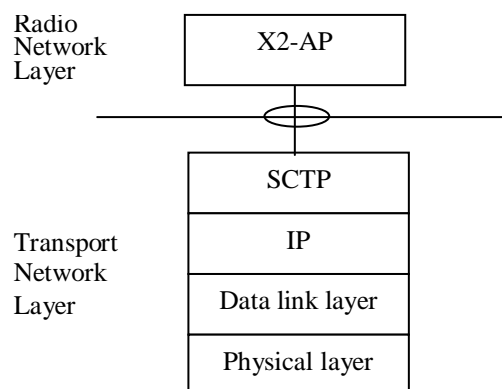 Radio
Network
Layer
X2-AP
SCTP
Transport
Network
Layer
IP
Data link layer
Physical layer